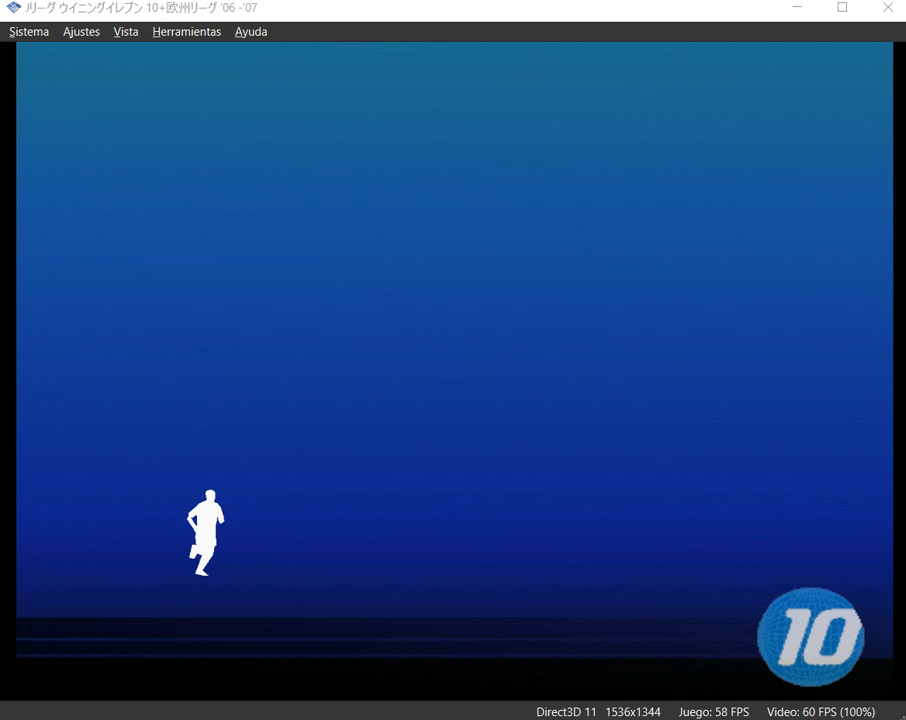 Jリーグ ウイニングイレブン 10+欧州リーグ '06 -'07
Sistema Ajustes Vista Herramientas Ayuda
10
Direct3D 11 1536x1344 Juego: 58 FPS Video: 60 FPS (100%)